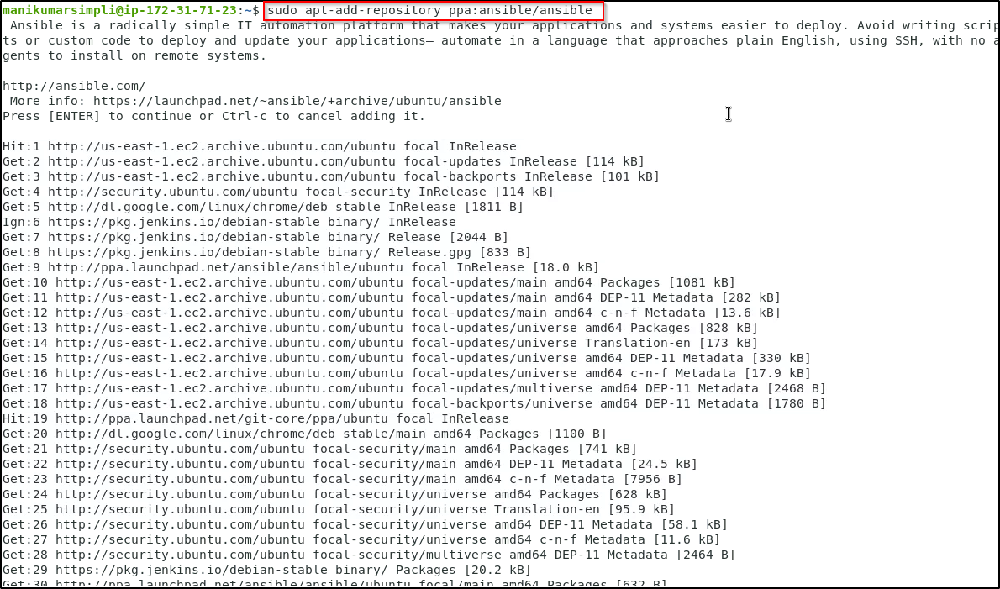 manikumarsimpli@ip-172-31-71-23:~$ sudo apt-add-repository ppa:ansible/ansible
Ansible is a radically simple IT automation platform that makes your applications and systems easier to deploy. Avoid writing scrip
ts or custom code to deploy and update your applications— automate in a language that approaches plain English, using SSH, with no a
gents to install on remote systems.
http://ansible.com/
More info: https://launchpad.net/~ansible/+archive/ubuntu/ansible
Press [ENTER] to continue or Ctrl-c to cancel adding it.
Hit:1 http://us-east-1.ec2.archive.ubuntu.com/ubuntu focal InRelease
Get:2 http://us-east-1.ec2.archive.ubuntu.com/ubuntu focal-updates InRelease [114 kB]
Get:3 http://us-east-1.ec2.archive.ubuntu.com/ubuntu focal-backports InRelease [101 kB]
Get:4 http://security.ubuntu.com/ubuntu focal-security InRelease [114 kB]
Get:5 http://dl.google.com/linux/chrome/deb stable InRelease [1811 B]
Ign:6 https://pkg.jenkins.io/debian-stable binary/ InRelease
Get:7 https://pkg.jenkins.io/debian-stable binary/ Release [2044 B]
Get:8 https://pkg.jenkins.io/debian-stable binary/ Release.gpg [833 B]
Get:9 http://ppa.launchpad.net/ansible/ansible/ubuntu focal InRelease [18.0 kB]
Get:10 http://us-east-1.ec2.archive.ubuntu.com/ubuntu focal-updates/main amd64 Packages [1081 kB]
Get:11 http://us-east-1.ec2.archive.ubuntu.com/ubuntu focal-updates/main amd64 DEP-11 Metadata [282 kB]
Get:12 http://us-east-1.ec2.archive.ubuntu.com/ubuntu focal-updates/main amd64 c-n-f Metadata [13.6 kB]
Get:13 http://us-east-1.ec2.archive.ubuntu.com/ubuntu focal-updates/universe amd64 Packages [828 kB]
Get:14 http://us-east-1.ec2.archive.ubuntu.com/ubuntu focal-updates/universe Translation-en [173 kB]
Get:15 http://us-east-1.ec2.archive.ubuntu.com/ubuntu focal-updates/universe amd64 DEP-11 Metadata [330 kB]
Get:16 http://us-east-1.ec2.archive.ubuntu.com/ubuntu focal-updates/universe amd64 c-n-f Metadata [17.9 kB]
Get:17 http://us-east-1.ec2.archive.ubuntu.com/ubuntu focal-updates/multiverse amd64 DEP-11 Metadata [2468 B]
Get:18 http://us-east-1.ec2.archive.ubuntu.com/ubuntu focal-backports/universe amd64 DEP-11 Metadata [1780 B]
Hit:19 http://ppa.launchpad.net/git-core/ppa/ubuntu focal InRelease
Get:20 http://dl.google.com/linux/chrome/deb stable/main amd64 Packages [1100 B]
Get:21 http://security.ubuntu.com/ubuntu focal-security/main amd64 Packages [741 kB]
Get:22 http://security.ubuntu.com/ubuntu focal-security/main amd64 DEP-11 Metadata [24.5 kB]
Get:23 http://security.ubuntu.com/ubuntu focal-security/main amd64 c-n-f Metadata [7956 B]
Get:24 http://security.ubuntu.com/ubuntu focal-security/universe amd64 Packages [628 kB]
Get:25 http://security.ubuntu.com/ubuntu focal-security/universe Translation-en [95.9 kB]
Get:26 http://security.ubuntu.com/ubuntu focal-security/universe amd64 DEP-11 Metadata [58.1 kB]
Get:27 http://security.ubuntu.com/ubuntu focal-security/universe amd64 c-n-f Metadata [11.6 kB]
Get:28 http://security.ubuntu.com/ubuntu focal-security/multiverse amd64 DEP-11 Metadata [2464 B]
Get:29 https://pkg.jenkins.io/debian-stable binary/ Packages [20.2 kB]
Get:30 http://ppa.launchpad.net/ansible/ansible/ubuntu focal/main amd64 Packages [632 B]